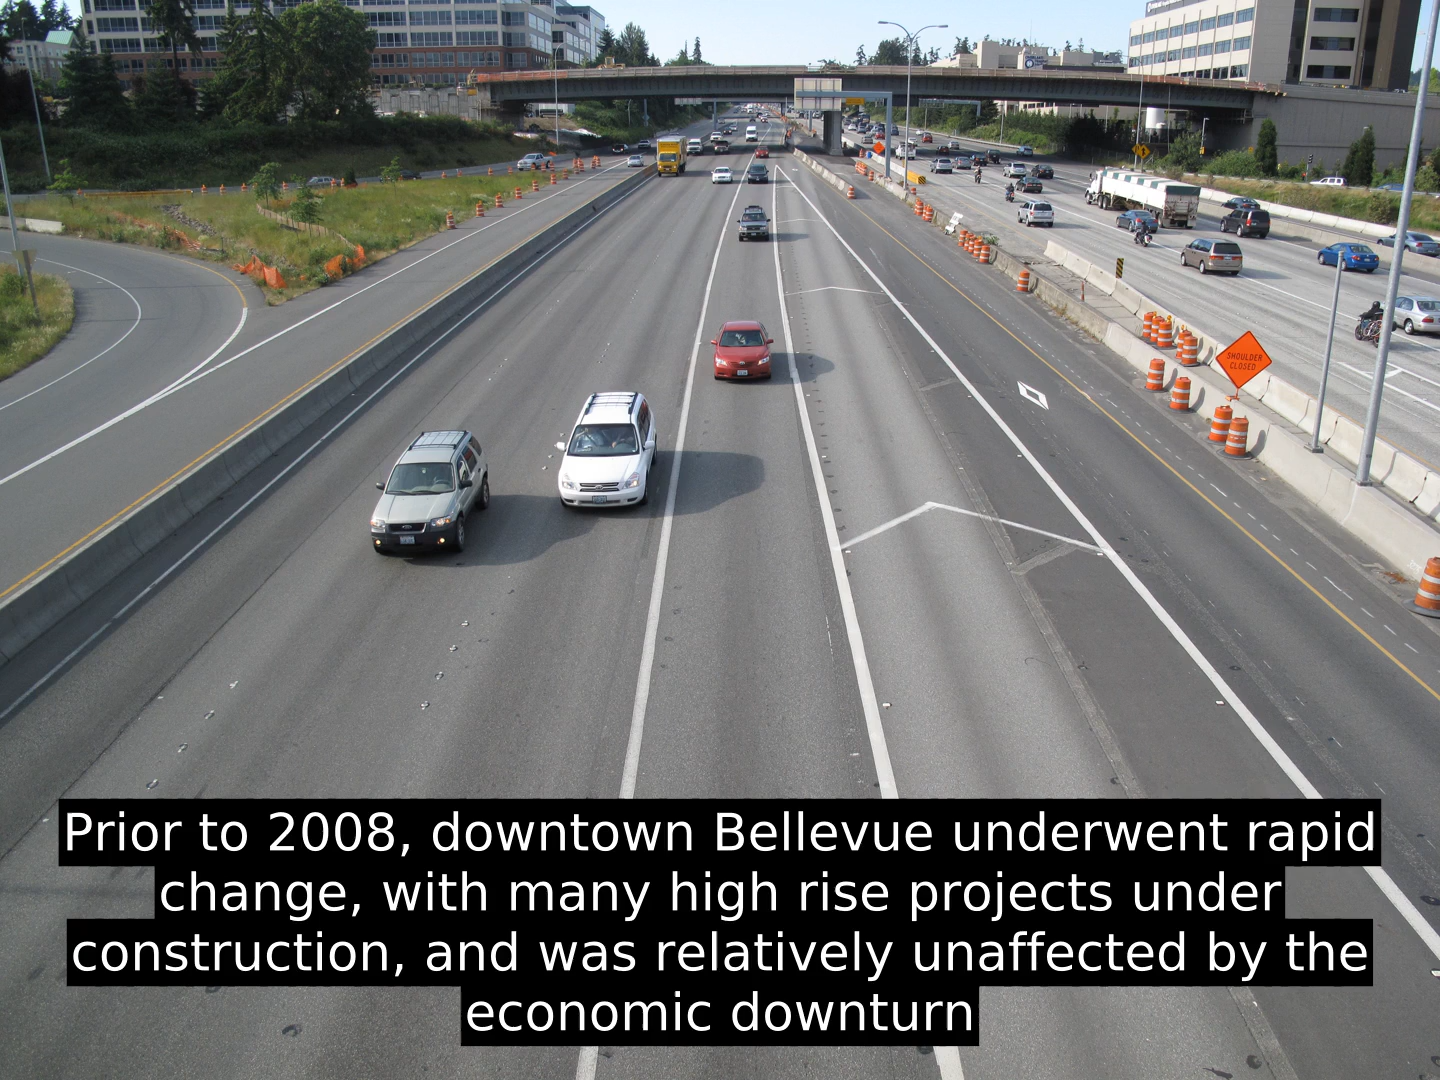 SHOULDER
CLOSED
Prior to 2008, downtown Bellevue underwent rapid
change, with many high rise projects under
construction, and was relatively unaffected by the
economic downturn